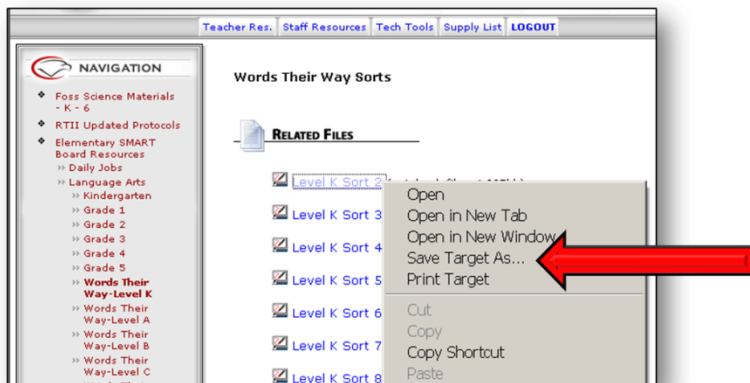 Teacher Res. Staff Resources Tech Tools Supply List LOGOUT
NAVIGATION
Foss Science Materials
- K - 6
RTII Updated Protocols
Elementary SMART
Board Resources
›› Daily Jobs
›› Language Arts
›› Kindergarten
›› Grade 1
›› Grade 2
›› Grade 3
›› Grade 4
›› Grade 5
›› Words Their
Way-Level K
›› Words Their
Way-Level A
›› Words Their
Way-Level B
›› Words Their
Way-Level C
Words Their Way Sorts
RELATED FILES
Level K Sort 2
Level K Sort 3
Level K Sort 4
Level K Sort 5
Level K Sort 6
Level K Sort 7
Level K Sort 8
Open
Open in New Tab
Open in New Window
Save Target As...
Print Target
Cut
Copy
Copy Shortcut
Paste